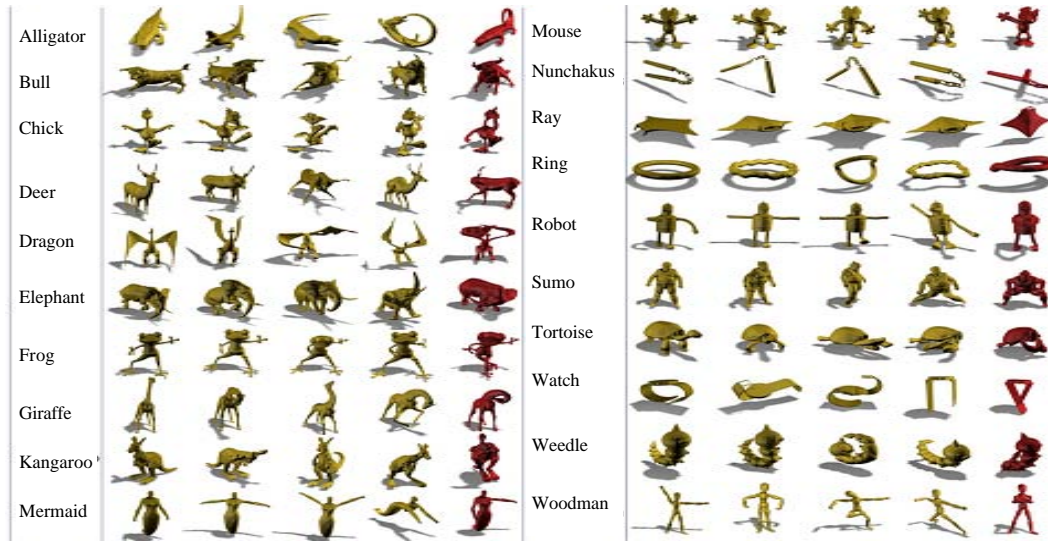 Alligator
Bull
Chick
Deer
Dragon
Elephant
Frog
Giraffe
Kangaroo
Mermaid
Mouse
Nunchakus
Ray
Ring
Robot
Sumo
Tortoise
Watch
Weedle
Woodman